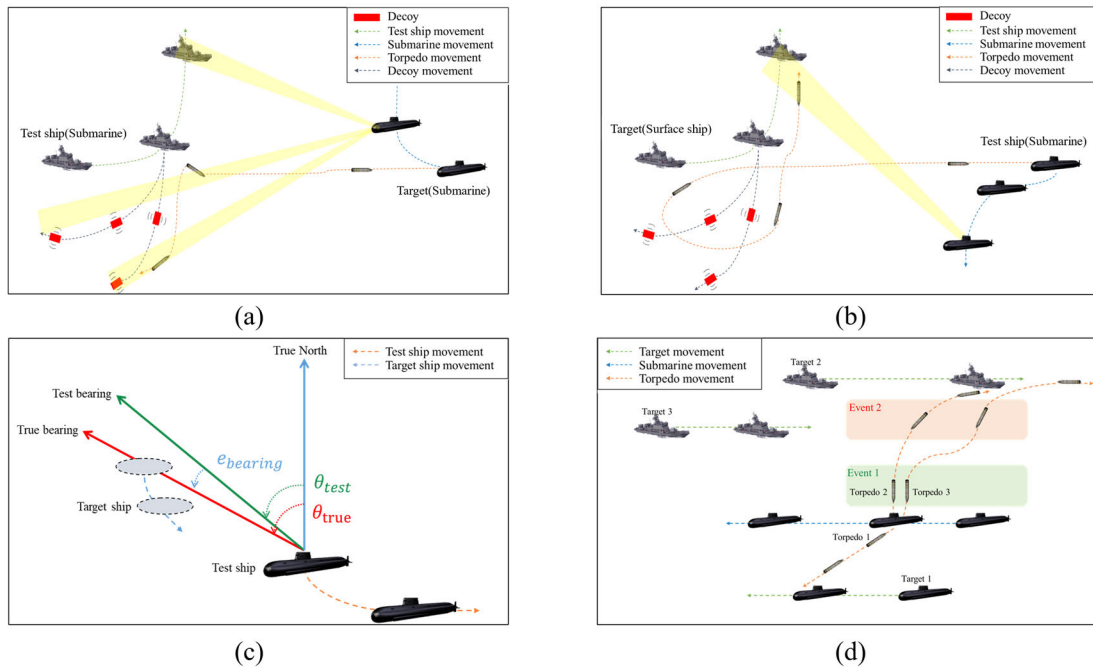 Decoy
Test ship movement
Submarine movement
Torpedo movement
Decoy movement
Test ship(Submarine)
Target(Submarine)
(a)
Decoy
Test ship movement
Submarine movement
Torpedo movement
Decoy movement
Target(Surface ship)
Test ship(Submarine)
(b)
True North
Test ship movement
Target ship movement
Test bearing
True bearing
e_bearing
θ_test
θ_true
Target ship
Test ship
(c)
Target movement
Submarine movement
Torpedo movement
Target 2
Target 3
Event 2
Event 1
Torpedo 2
Torpedo 3
Torpedo 1
Target 1
(d)